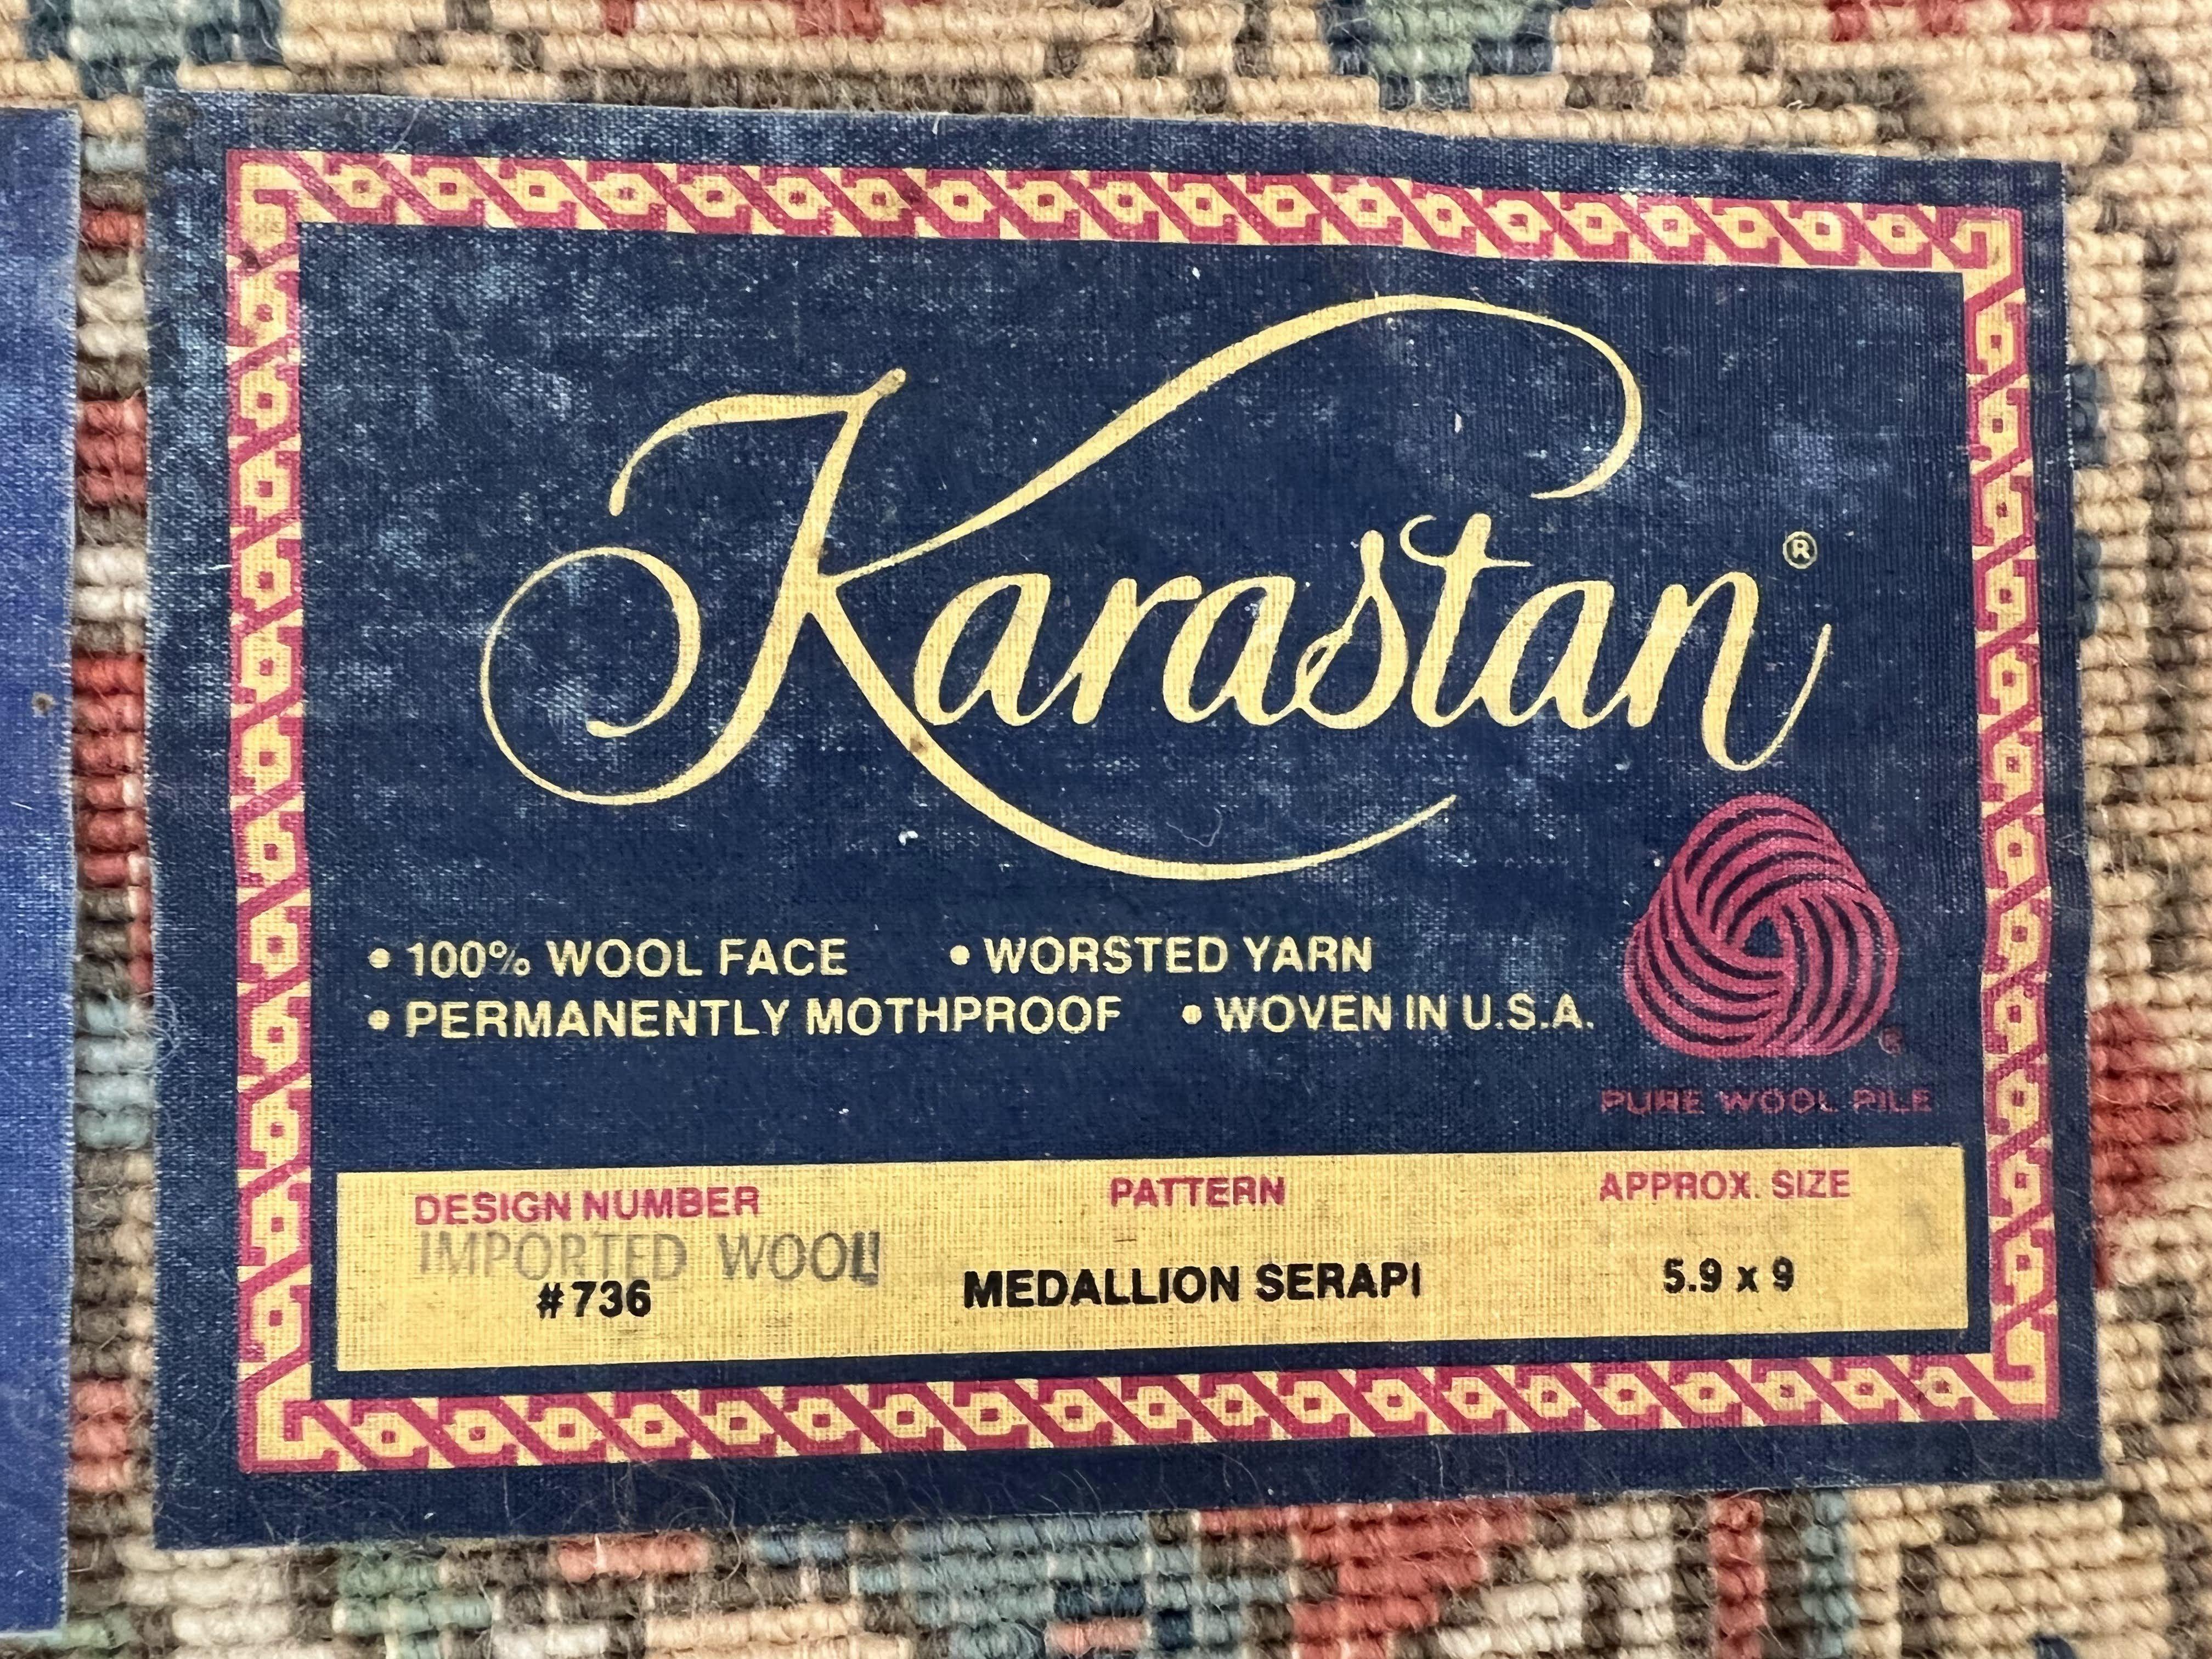 Karastan®
• 100% WOOL FACE • WORSTED YARN
• PERMANENTLY MOTHPROOF • WOVEN IN U.S.A.
PURE WOOL PILE
DESIGN NUMBER PATTERN APPROX. SIZE
IMPORTED WOOL
#736 MEDALLION SERAPI 5.9 x 9